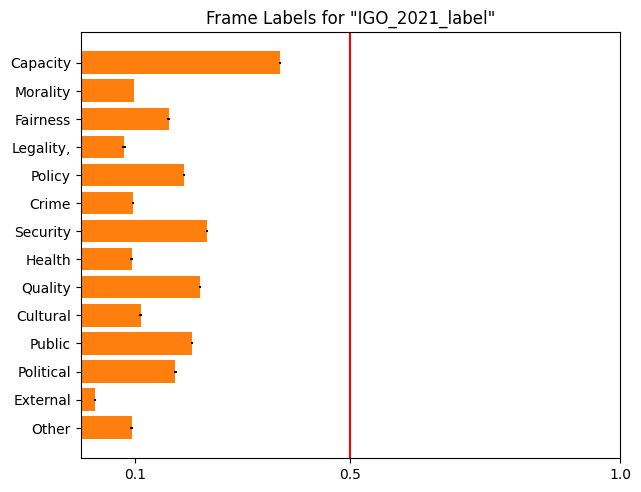 Frame Labels for "IGO_2021_label"
Capacity
Morality
Fairness
Legality,
Policy
Crime
Security
Health
Quality
Cultural
Public
Political
External
Other
0.1 0.5 1.0